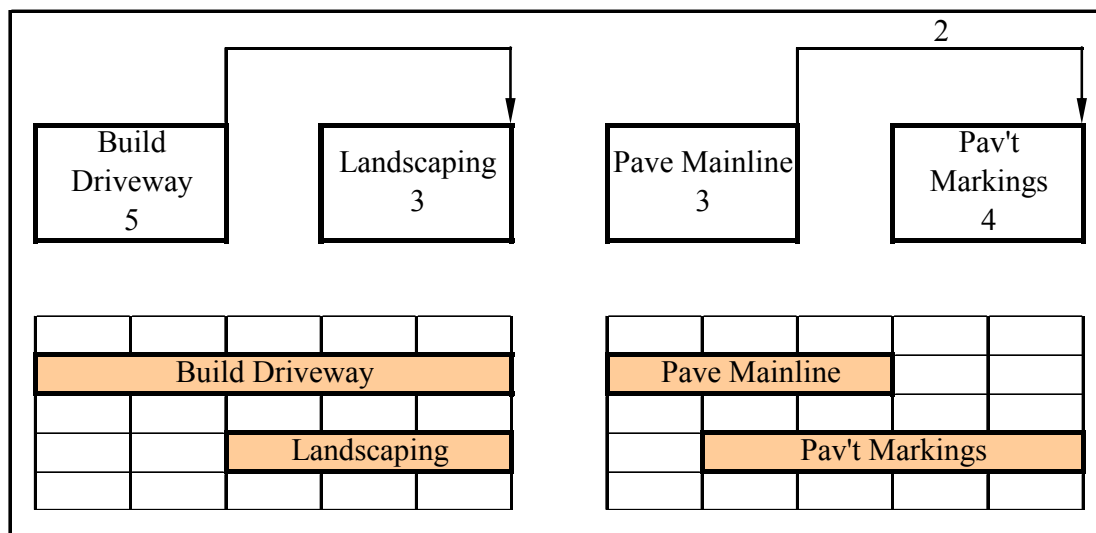 2
Build
Driveway
5
Landscaping
3
Pave Mainline
3
Pav't
Markings
4
Build Driveway
Pave Mainline
Landscaping
Pav't Markings